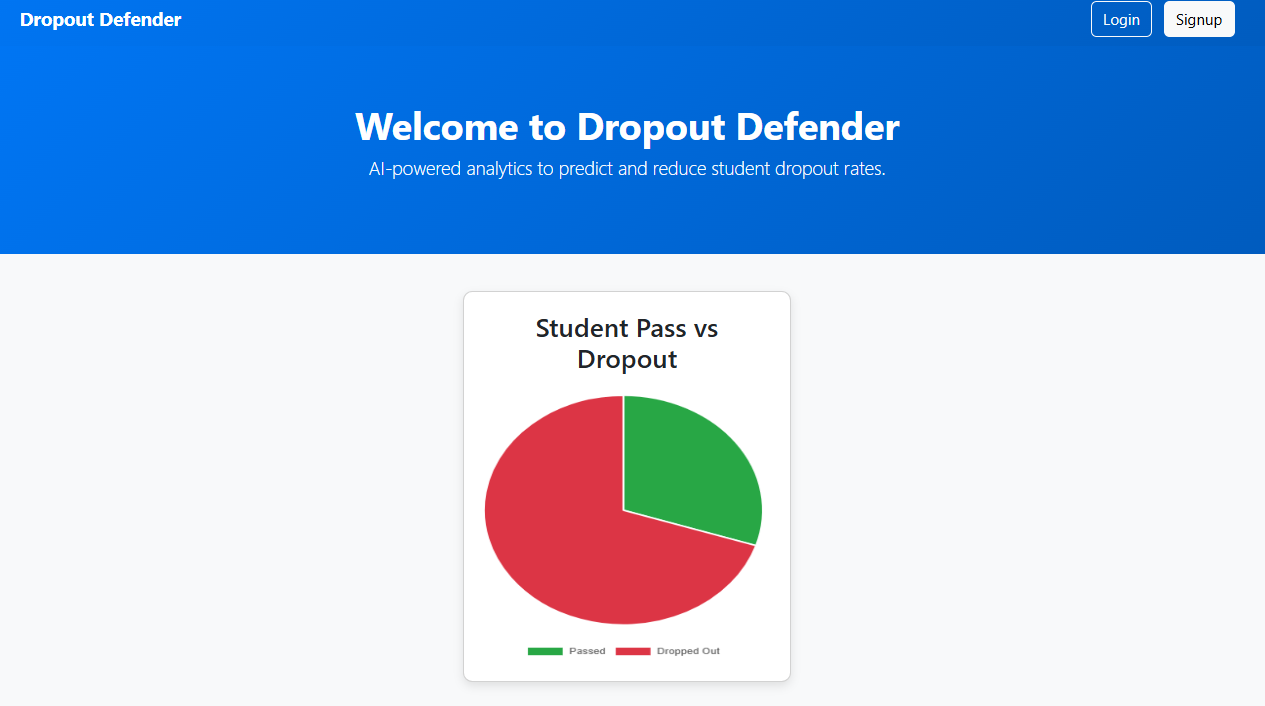 Dropout Defender
Login
Signup
Welcome to Dropout Defender
AI-powered analytics to predict and reduce student dropout rates.
Student Pass vs
Dropout
Passed
Dropped Out